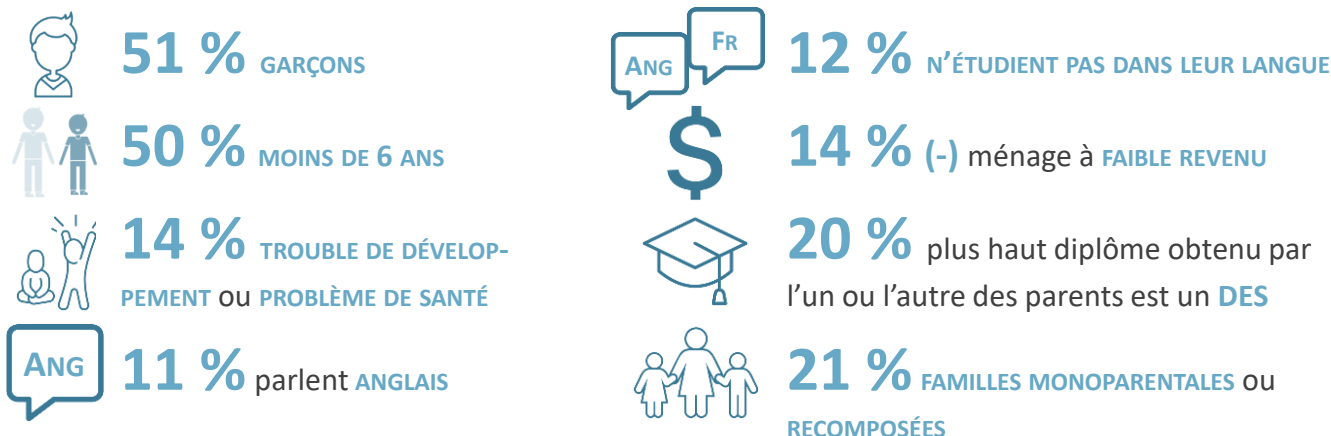 51 % GARÇONS
50 % MOINS DE 6 ANS
14 % TROUBLE DE DÉVELOP-
PEMENT ou PROBLÈME DE SANTÉ
ANG
11 % parlent ANGLAIS
ANG
FR
12 % N'ÉTUDIENT PAS DANS LEUR LANGUE
$
14 % (-) ménage à FAIBLE REVENU
20 % plus haut diplôme obtenu par
l'un ou l'autre des parents est un DES
21 % FAMILLES MONOPARENTALES ou
RECOMPOSÉES